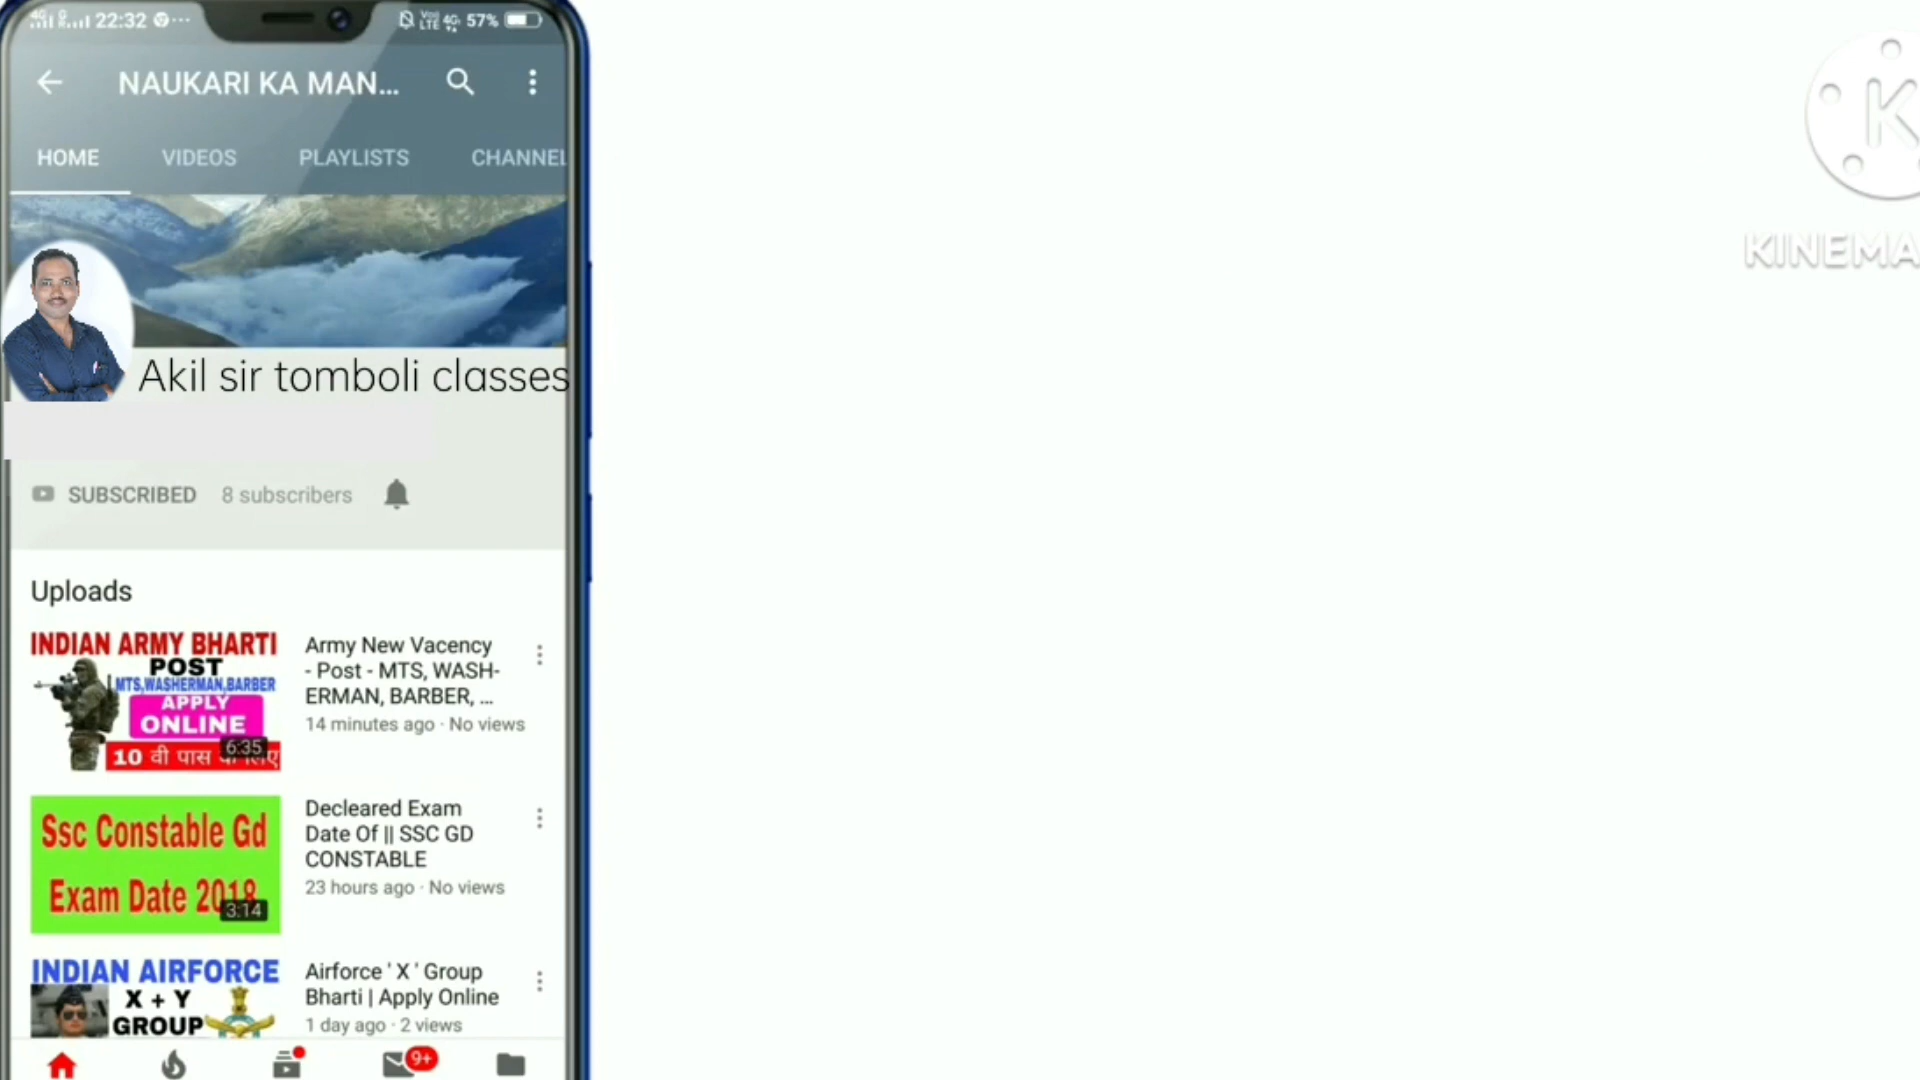 22:32 VoLTE 4G 57%
NAUKARI KA MAN...
HOME VIDEOS PLAYLISTS CHANNEL
Akil sir tomboli classes
SUBSCRIBED 8 subscribers
Uploads
INDIAN ARMY BHARTI
POST
MTS,WASHERMAN,BARBER
APPLY
ONLINE
6:35
10 वी पास के लिए
Army New Vacency
- Post - MTS, WASH-
ERMAN, BARBER, ...
14 minutes ago · No views
Ssc Constable Gd
Exam Date 2018
3:14
Decleared Exam
Date Of || SSC GD
CONSTABLE
23 hours ago · No views
INDIAN AIRFORCE
X + Y
GROUP
Airforce ' X ' Group
Bharti | Apply Online
1 day ago · 2 views
9+
K
KINEMA